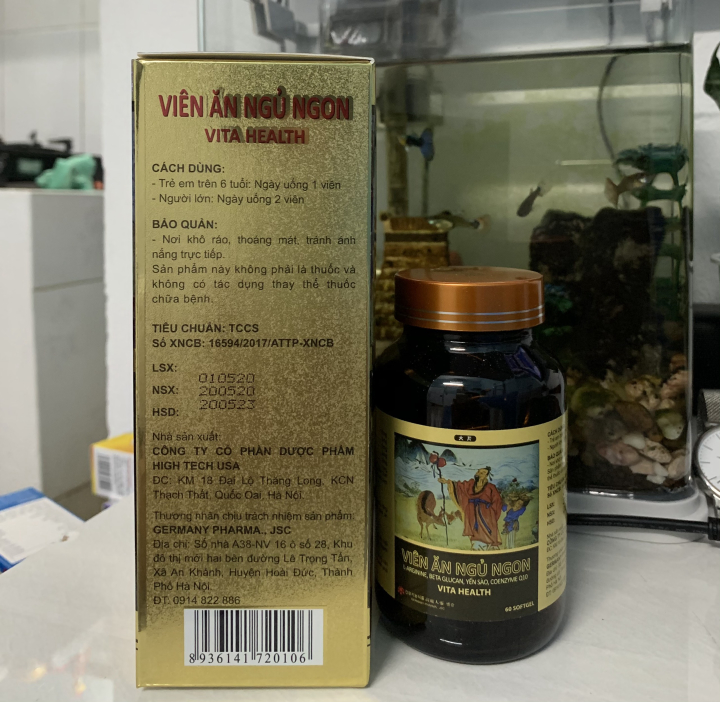 VIÊN ĂN NGỦ NGON
VITA HEALTH
CÁCH DÙNG:
- Trẻ em trên 6 tuổi: Ngày uống 1 viên
- Người lớn: Ngày uống 2 viên
BẢO QUẢN:
- Nơi khô ráo, thoáng mát, tránh ánh
nắng trực tiếp.
Sản phẩm này không phải là thuốc và
không có tác dụng thay thế thuốc
chữa bệnh.
TIÊU CHUẨN: TCCS
Số XNCB: 16594/2017/ATTP-XNCB
LSX: 010520
NSX: 200520
HSD: 200523
Nhà sản xuất:
CÔNG TY CỔ PHẦN DƯỢC PHẨM
HIGH TECH USA
ĐC: KM 18 Đại Lộ Thăng Long, KCN
Thạch Thất, Quốc Oai, Hà Nội.
Thương nhân chịu trách nhiệm sản phẩm:
GERMANY PHARMA., JSC
Địa chỉ: Số nhà A38-NV 16 ô số 28, Khu
đô thị mới hai bên đường Lê Trọng Tấn,
Xã An Khánh, Huyện Hoài Đức, Thành
Phố Hà Nội.
ĐT: 0914 822 886
8936141720106
VIÊN ĂN NGỦ NGON
L-ARGININE, BETA GLUCAN, YẾN SÀO, COENZYME Q10
VITA HEALTH
60 SOFTGEL